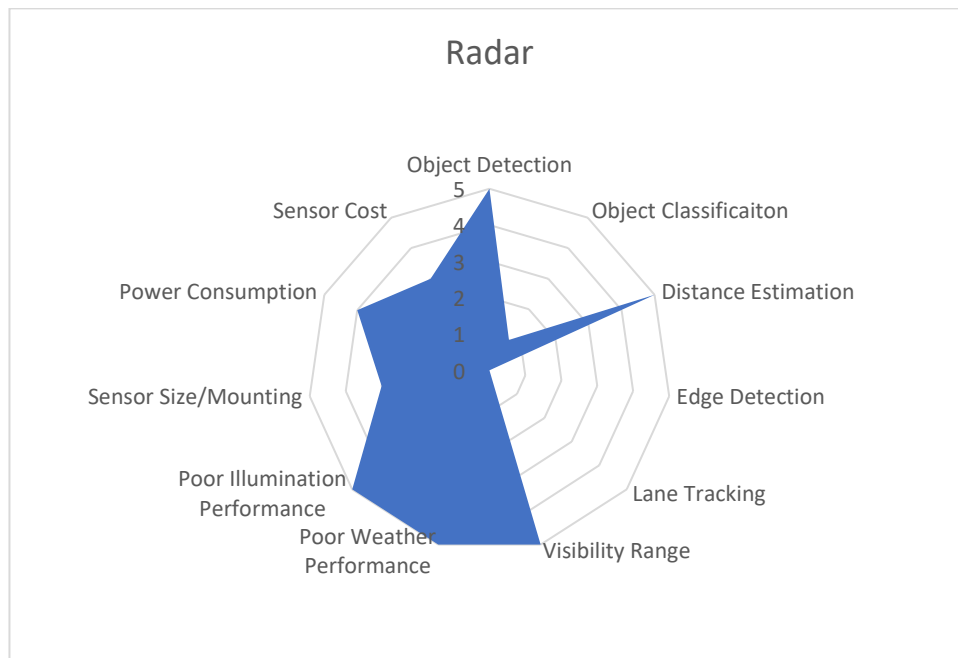 Radar
Object Detection
Object Classificaiton
Distance Estimation
Edge Detection
Lane Tracking
Visibility Range
Poor Weather
Performance
Poor Illumination
Performance
Sensor Size/Mounting
Power Consumption
Sensor Cost
5
4
3
2
1
0